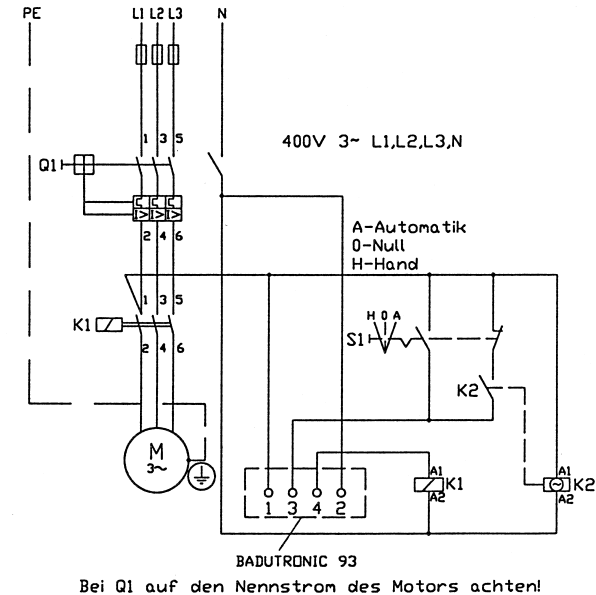 PE L1 L2 L3 N
1 3 5
400V 3~ L1,L2,L3,N
Q1
I> I> I>
2 4 6
A-Automatik
0-Null
H-Hand
1 3 5
H 0 A
K1
S1
2 4 6
K2
M
3~
A1 A1
K1 K2
A2 A2
1 3 4 2
BADUTRONIC 93
Bei Q1 auf den Nennstrom des Motors achten!